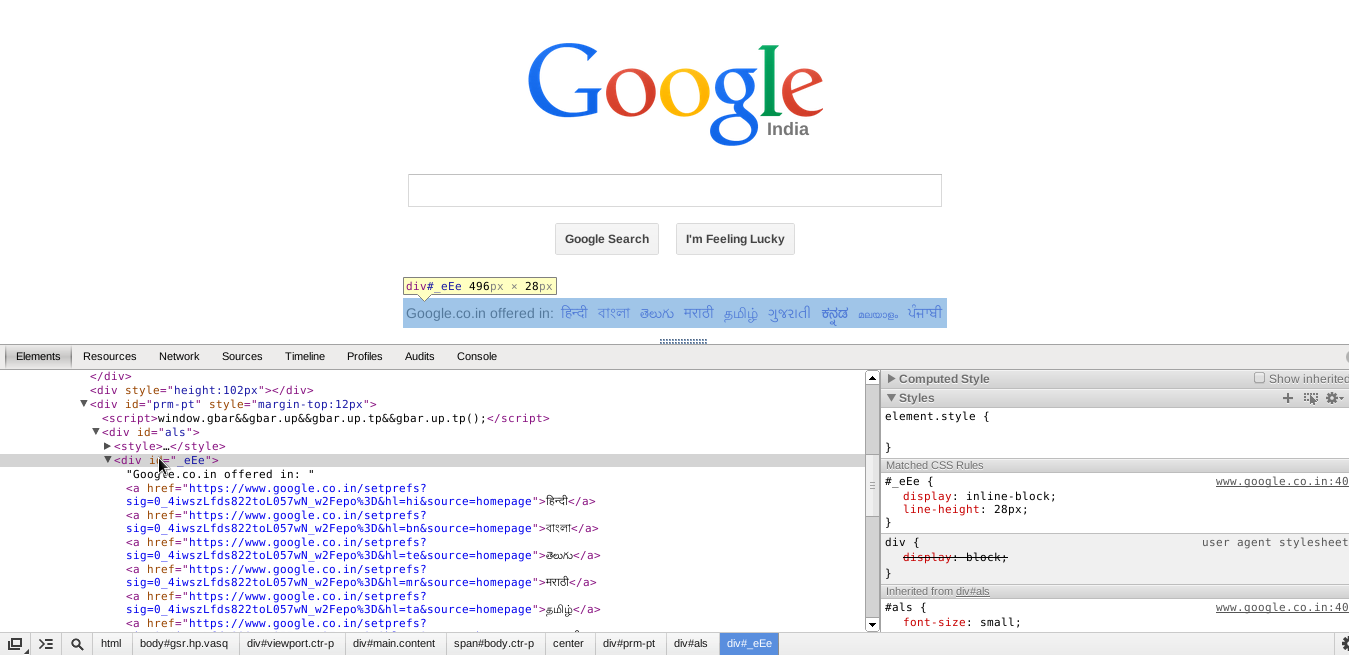 Google
India
Google Search I'm Feeling Lucky
div#_eEe 496px × 28px
Google.co.in offered in: हिन्दी বাংলা తెలుగు मराठी தமிழ் ગુજરાતી ಕನ್ನಡ മലയാളം ਪੰਜਾਬੀ
Elements Resources Network Sources Timeline Profiles Audits Console
</div>
<div style="height:102px"></div>
▼<div id="prm-pt" style="margin-top:12px">
<script>window.gbar&&gbar.up&&gbar.up.tp&&gbar.up.tp();</script>
▼<div id="als">
▶<style>…</style>
▼<div id="_eEe">
"Google.co.in offered in: "
<a href="https://www.google.co.in/setprefs?
sig=0_4iwszLfds822toL057wN_w2Fepo%3D&hl=hi&source=homepage">हिन्दी</a>
<a href="https://www.google.co.in/setprefs?
sig=0_4iwszLfds822toL057wN_w2Fepo%3D&hl=bn&source=homepage">বাংলা</a>
<a href="https://www.google.co.in/setprefs?
sig=0_4iwszLfds822toL057wN_w2Fepo%3D&hl=te&source=homepage">తెలుగు</a>
<a href="https://www.google.co.in/setprefs?
sig=0_4iwszLfds822toL057wN_w2Fepo%3D&hl=mr&source=homepage">मराठी</a>
<a href="https://www.google.co.in/setprefs?
sig=0_4iwszLfds822toL057wN_w2Fepo%3D&hl=ta&source=homepage">தமிழ்</a>
<a href="https://www.google.co.in/setprefs?
▶ Computed Style Show inherited
▼ Styles
element.style {
}
Matched CSS Rules
#_eEe { www.google.co.in:40
display: inline-block;
line-height: 28px;
}
div { user agent stylesheet
display: block;
}
Inherited from div#als
#als { www.google.co.in:40
font-size: small;
html body#gsr.hp.vasq div#viewport.ctr-p div#main.content span#body.ctr-p center div#prm-pt div#als div#_eEe